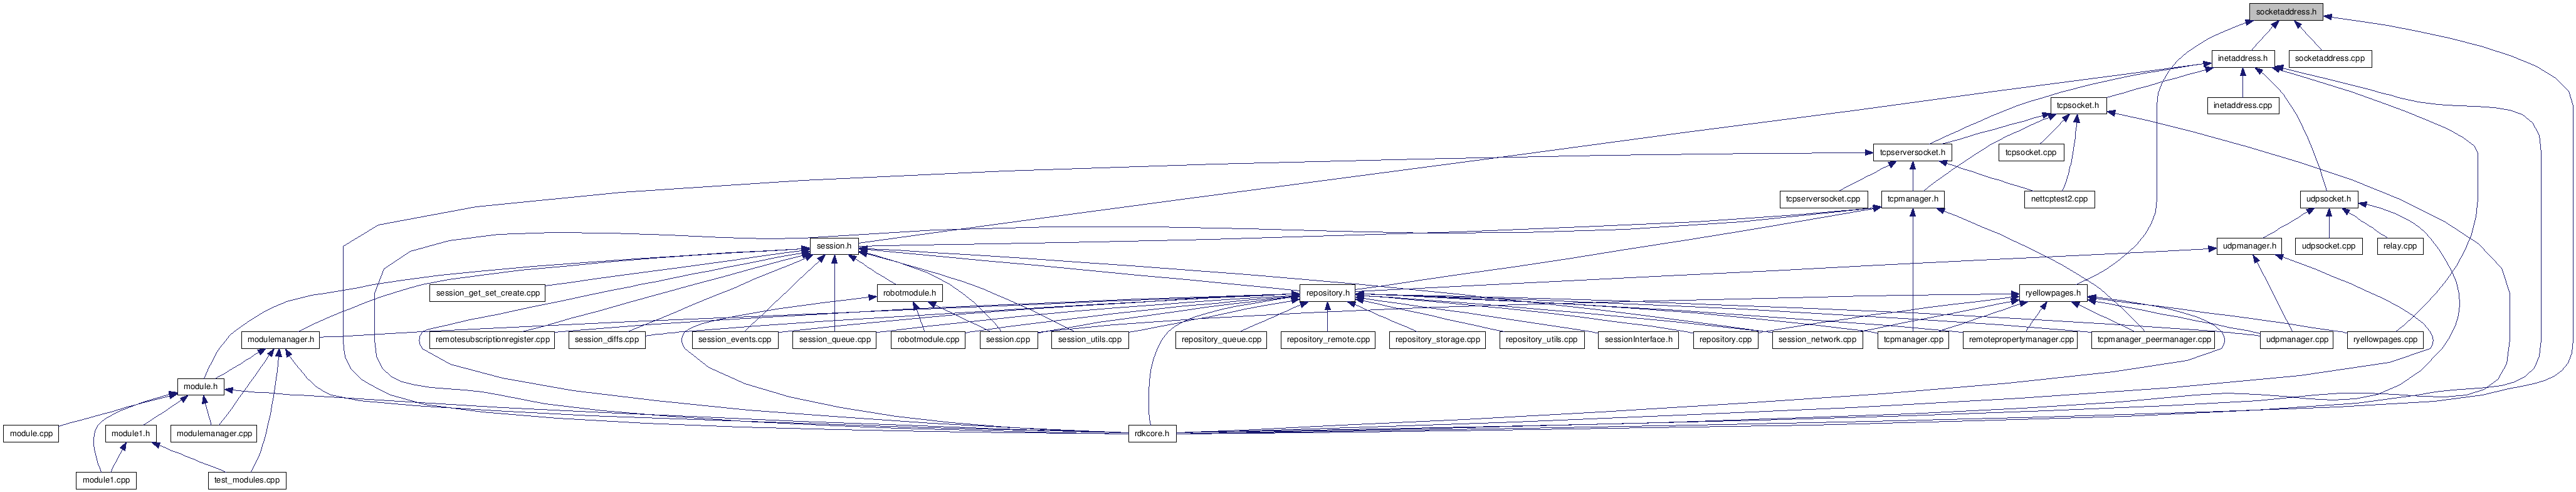 socketaddress.h
inetaddress.h
socketaddress.cpp
tcpsocket.h
inetaddress.cpp
tcpserversocket.h
tcpsocket.cpp
tcpserversocket.cpp
tcpmanager.h
nettcptest2.cpp
udpsocket.h
session.h
udpmanager.h
udpsocket.cpp
relay.cpp
session_get_set_create.cpp
robotmodule.h
repository.h
ryellowpages.h
modulemanager.h
remotesubscriptionregister.cpp
session_diffs.cpp
session_events.cpp
session_queue.cpp
robotmodule.cpp
session.cpp
session_utils.cpp
repository_queue.cpp
repository_remote.cpp
repository_storage.cpp
repository_utils.cpp
sessionInterface.h
repository.cpp
session_network.cpp
tcpmanager.cpp
remotepropertymanager.cpp
tcpmanager_peermanager.cpp
udpmanager.cpp
ryellowpages.cpp
module.h
module.cpp
module1.h
modulemanager.cpp
rdkcore.h
module1.cpp
test_modules.cpp